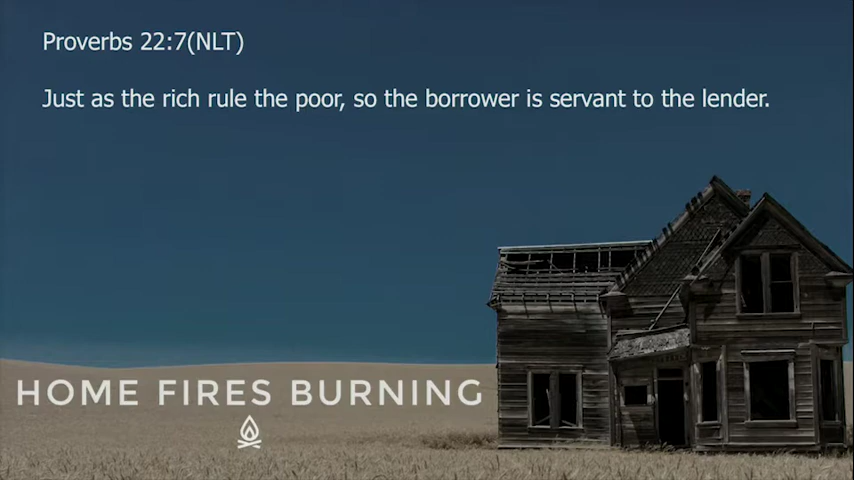 Proverbs 22:7(NLT)
Just as the rich rule the poor, so the borrower is servant to the lender.
HOME FIRES BURNING